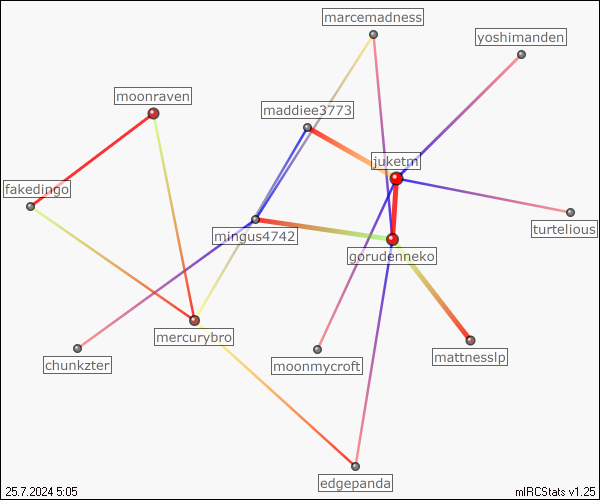 marcemadness
yoshimanden
moonraven
maddiee3773
juketn
fakedingo
mingus4742
turtelious
gorudenneko
mercurybro
mattnesslp
chunkzter
moonmycroft
edgepanda
25.7.2024 5:05
mIRCStats v1.25